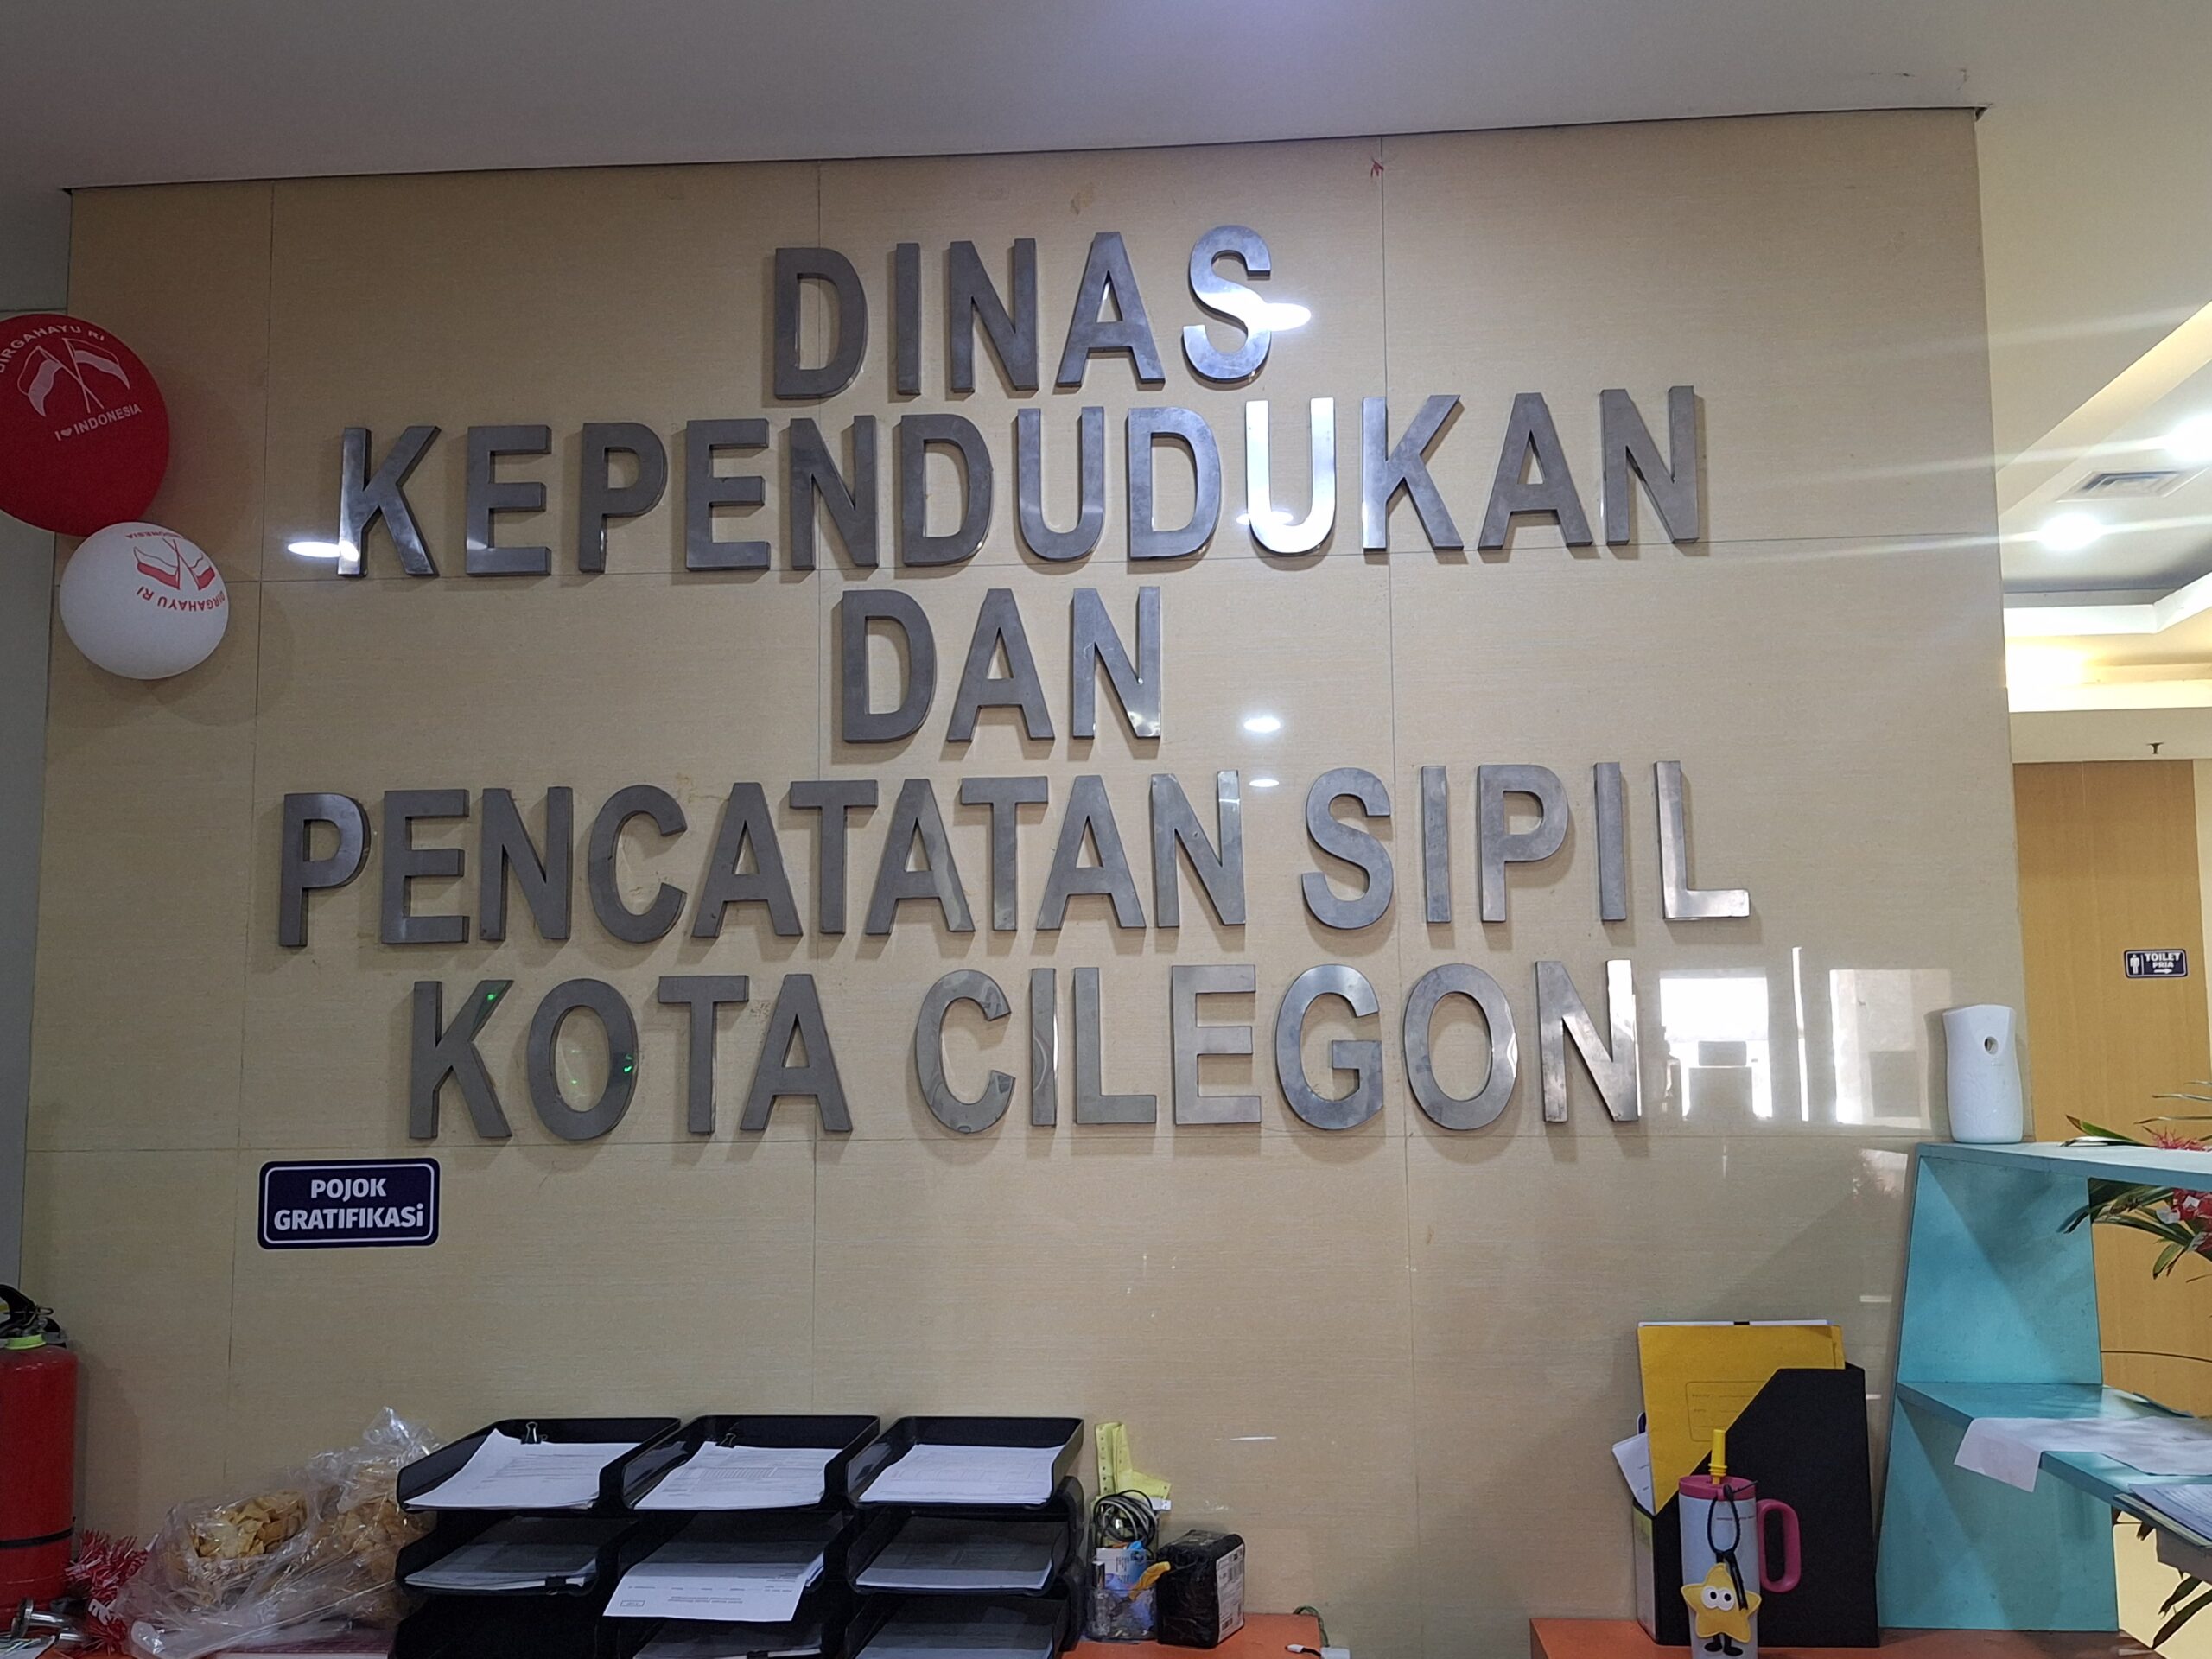 DINAS
KEPENDUDUKAN
DAN
PENCATATAN SIPIL
KOTA CILEGON
DIRGAHAYU RI
I ♥ INDONESIA
DIRGAHAYU RI
POJOK
GRATIFIKASi
TOILET
PRIA